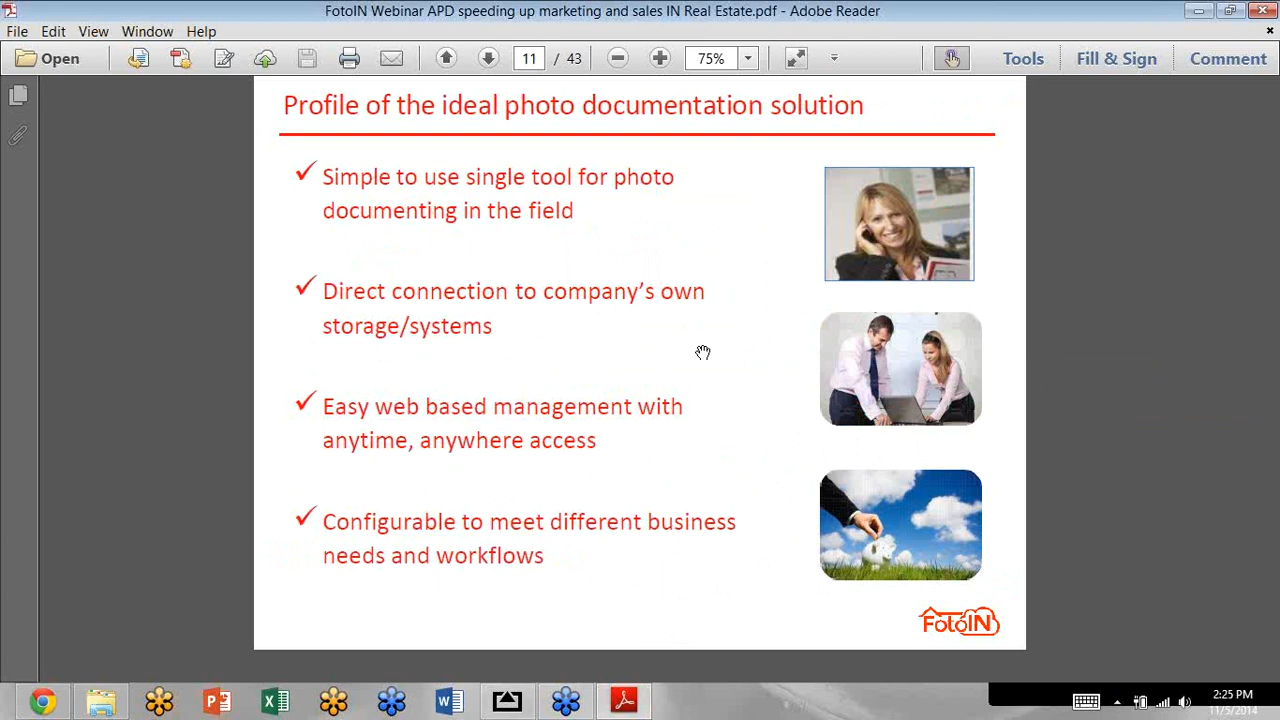 FotoIN Webinar APD speeding up marketing and sales IN Real Estate.pdf - Adobe Reader
File Edit View Window Help
Open 11 / 43 75% Tools Fill & Sign Comment
Profile of the ideal photo documentation solution
✓ Simple to use single tool for photo
documenting in the field
✓ Direct connection to company's own
storage/systems
✓ Easy web based management with
anytime, anywhere access
✓ Configurable to meet different business
needs and workflows
FotoIN
2:25 PM
11/5/2014